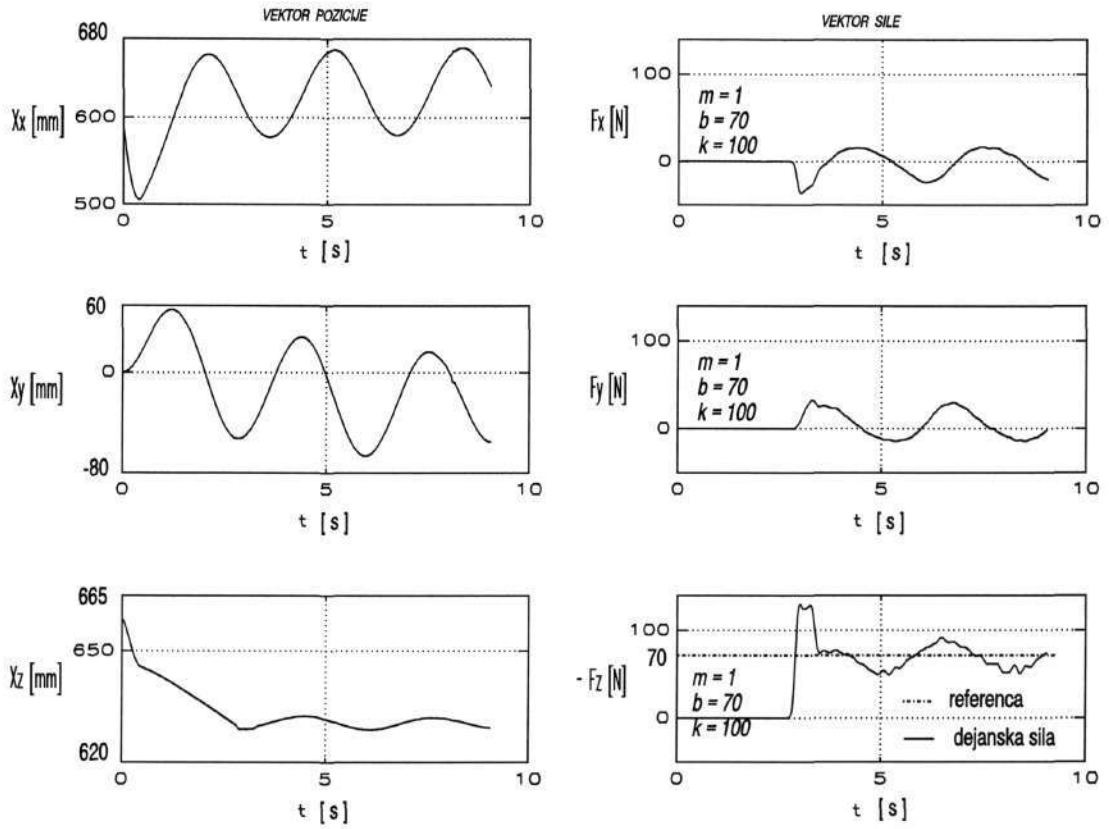 VEKTOR POZICIJE
680
600
500
Xx [mm]
0
5
10
t [s]
VEKTOR SILE
100
0
Fx [N]
m = 1
b = 70
k = 100
0
5
10
t [s]
60
0
-80
Xy [mm]
0
5
10
t [s]
100
0
Fy [N]
m = 1
b = 70
k = 100
0
5
10
t [s]
665
650
620
Xz [mm]
0
5
10
t [s]
100
70
0
- Fz [N]
m = 1
b = 70
k = 100
referenca
dejanska sila
0
5
10
t [s]